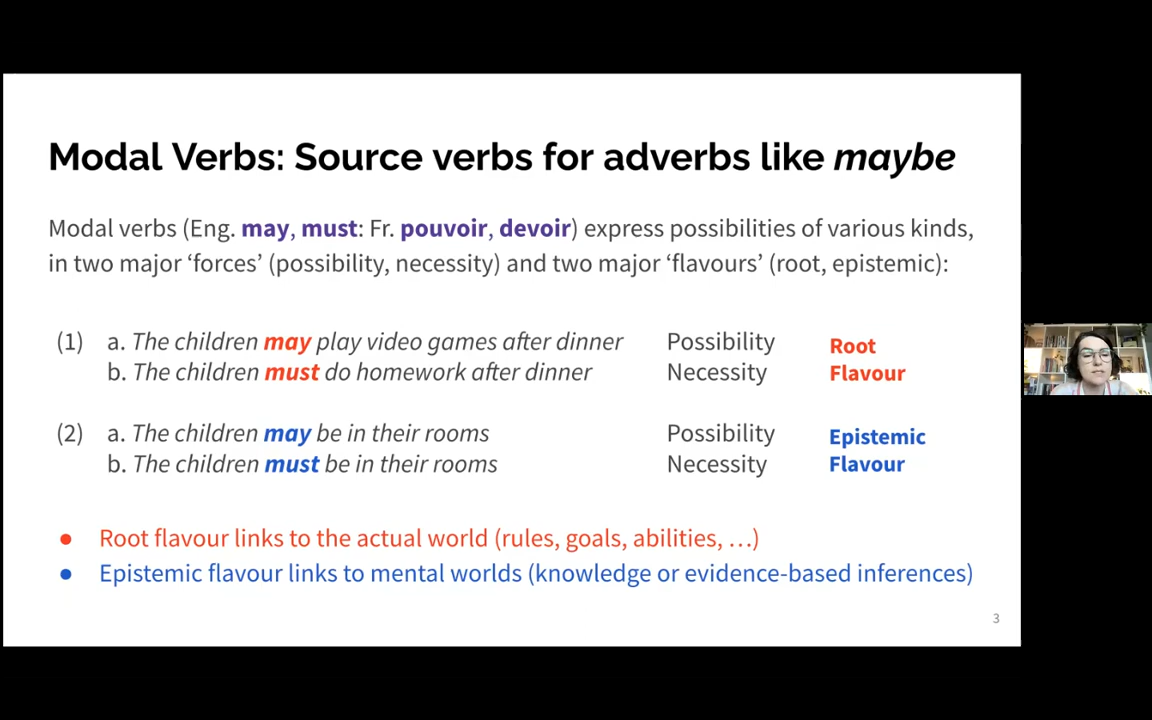 Modal Verbs: Source verbs for adverbs like maybe
Modal verbs (Eng. may, must: Fr. pouvoir, devoir) express possibilities of various kinds,
in two major ‘forces’ (possibility, necessity) and two major ‘flavours’ (root, epistemic):
(1) a. The children may play video games after dinner Possibility Root
b. The children must do homework after dinner Necessity Flavour
(2) a. The children may be in their rooms Possibility Epistemic
b. The children must be in their rooms Necessity Flavour
● Root flavour links to the actual world (rules, goals, abilities, …)
● Epistemic flavour links to mental worlds (knowledge or evidence-based inferences)
3